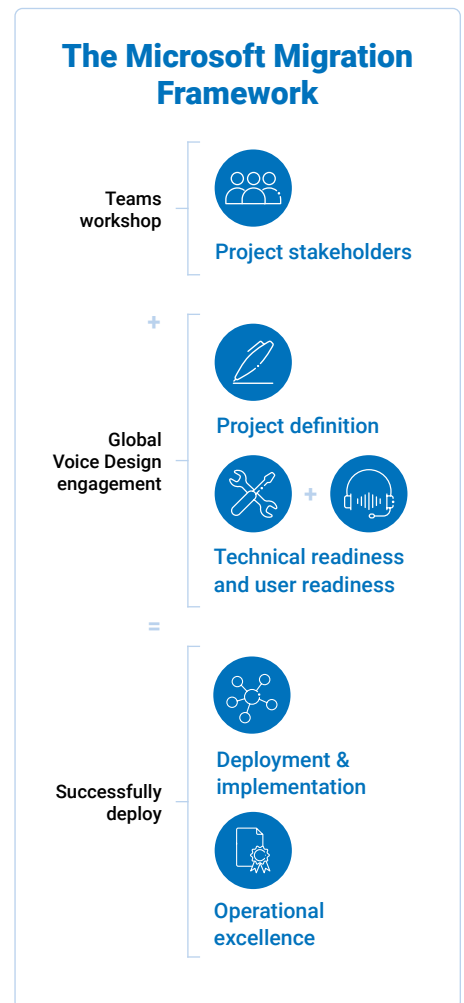 The Microsoft Migration
Framework
Teams
workshop
Project stakeholders
+
Project definition
Global
Voice Design
engagement
+
Technical readiness
and user readiness
=
Deployment &
implementation
Successfully
deploy
Operational
excellence